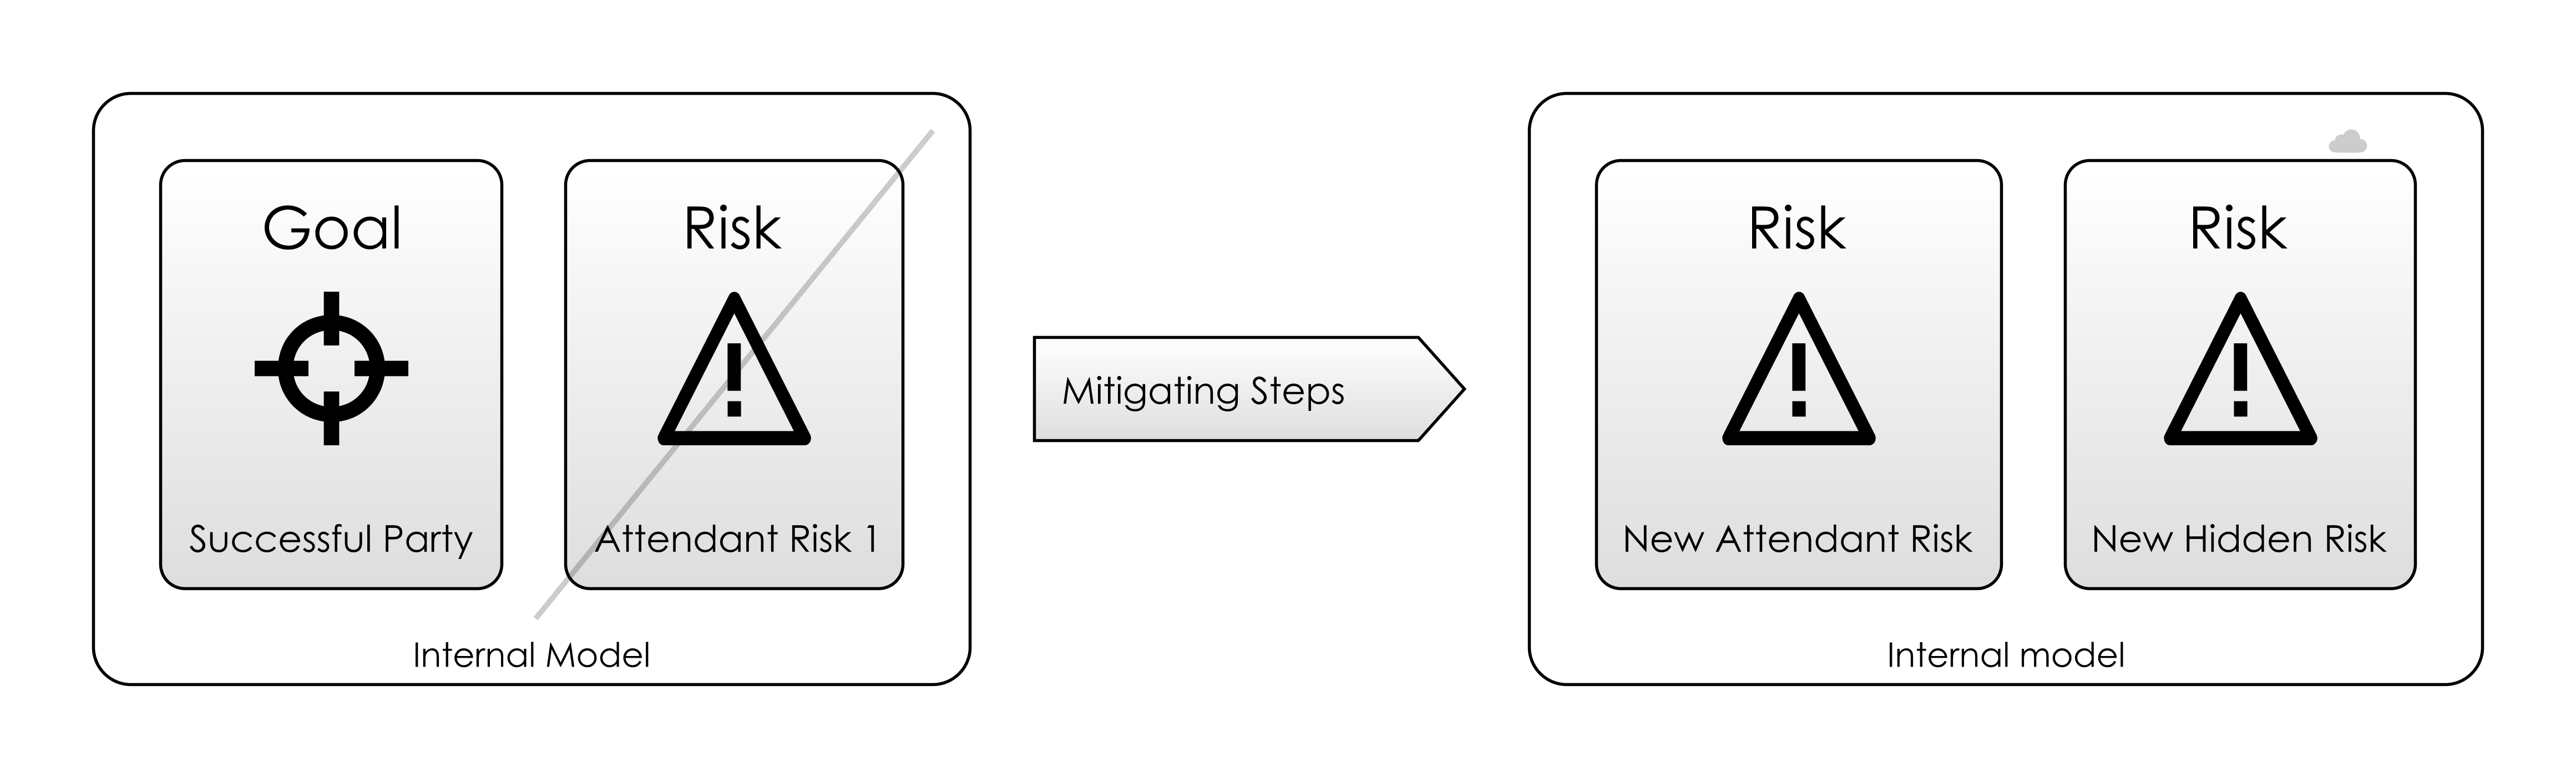 Goal
Successful Party
Risk
Attendant Risk 1
Internal Model
Mitigating Steps
Risk
New Attendant Risk
Risk
New Hidden Risk
Internal model